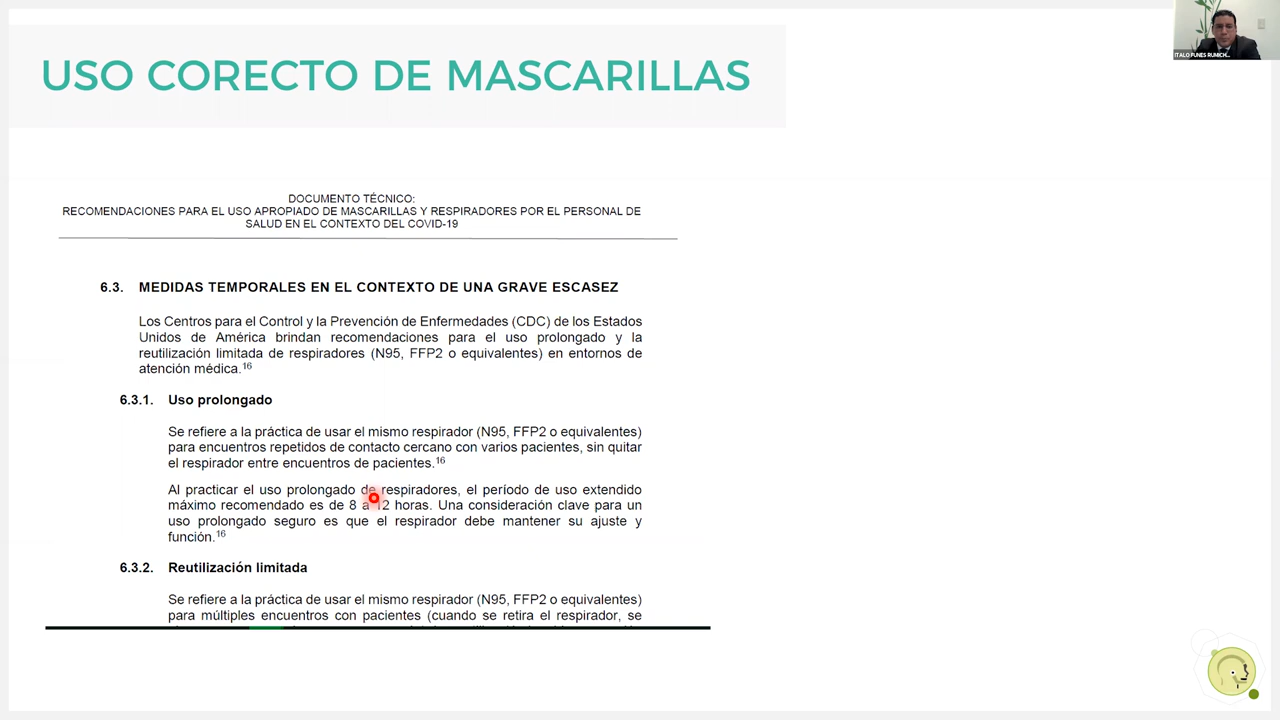 USO CORECTO DE MASCARILLAS
ITALO FUNES RUMICH...
DOCUMENTO TÉCNICO:
RECOMENDACIONES PARA EL USO APROPIADO DE MASCARILLAS Y RESPIRADORES POR EL PERSONAL DE
SALUD EN EL CONTEXTO DEL COVID-19
6.3. MEDIDAS TEMPORALES EN EL CONTEXTO DE UNA GRAVE ESCASEZ
Los Centros para el Control y la Prevención de Enfermedades (CDC) de los Estados
Unidos de América brindan recomendaciones para el uso prolongado y la
reutilización limitada de respiradores (N95, FFP2 o equivalentes) en entornos de
atención médica.16
6.3.1. Uso prolongado
Se refiere a la práctica de usar el mismo respirador (N95, FFP2 o equivalentes)
para encuentros repetidos de contacto cercano con varios pacientes, sin quitar
el respirador entre encuentros de pacientes.16
Al practicar el uso prolongado de respiradores, el período de uso extendido
máximo recomendado es de 8 a 12 horas. Una consideración clave para un
uso prolongado seguro es que el respirador debe mantener su ajuste y
función.16
6.3.2. Reutilización limitada
Se refiere a la práctica de usar el mismo respirador (N95, FFP2 o equivalentes)
para múltiples encuentros con pacientes (cuando se retira el respirador, se